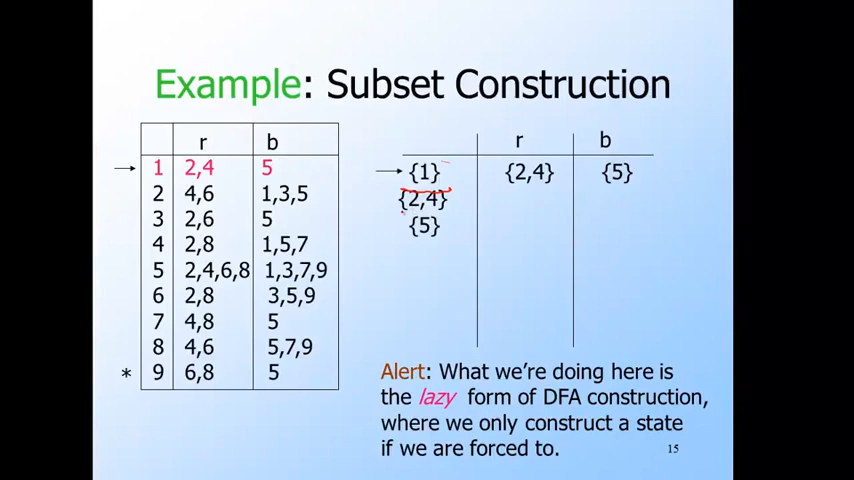 Example: Subset Construction
r b
→ 1 2,4 5
2 4,6 1,3,5
3 2,6 5
4 2,8 1,5,7
5 2,4,6,8 1,3,7,9
6 2,8 3,5,9
7 4,8 5
8 4,6 5,7,9
* 9 6,8 5
r b
→ {1} {2,4} {5}
{2,4}
{5}
Alert: What we're doing here is
the lazy form of DFA construction,
where we only construct a state
if we are forced to.
15